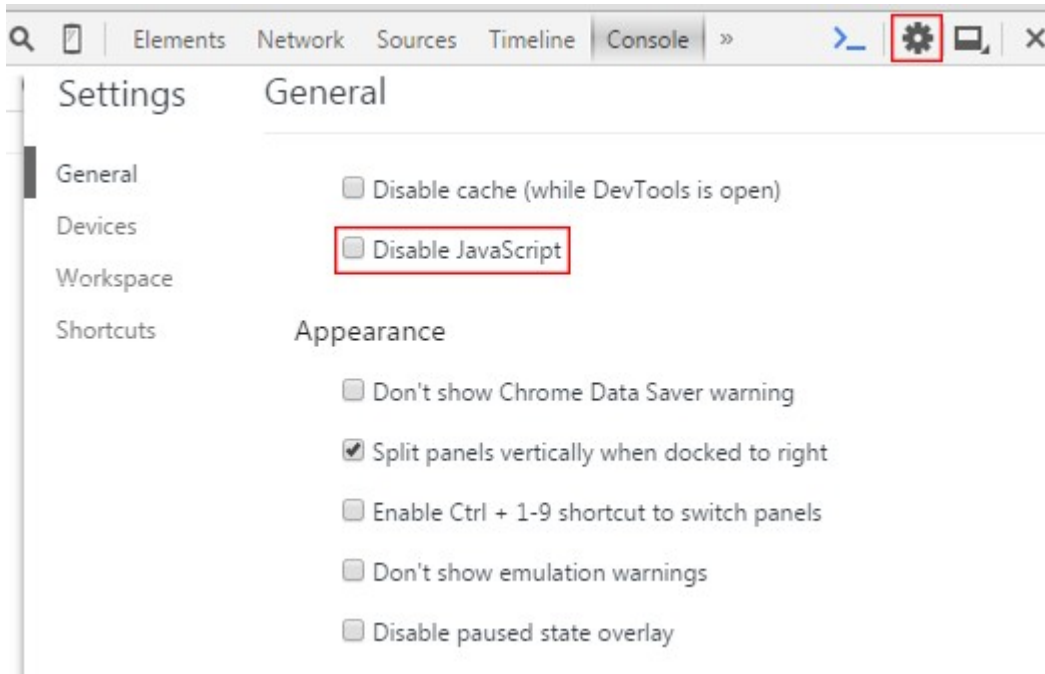 Elements Network Sources Timeline Console »
Settings General
General
Devices
Workspace
Shortcuts
Disable cache (while DevTools is open)
Disable JavaScript
Appearance
Don't show Chrome Data Saver warning
Split panels vertically when docked to right
Enable Ctrl + 1-9 shortcut to switch panels
Don't show emulation warnings
Disable paused state overlay